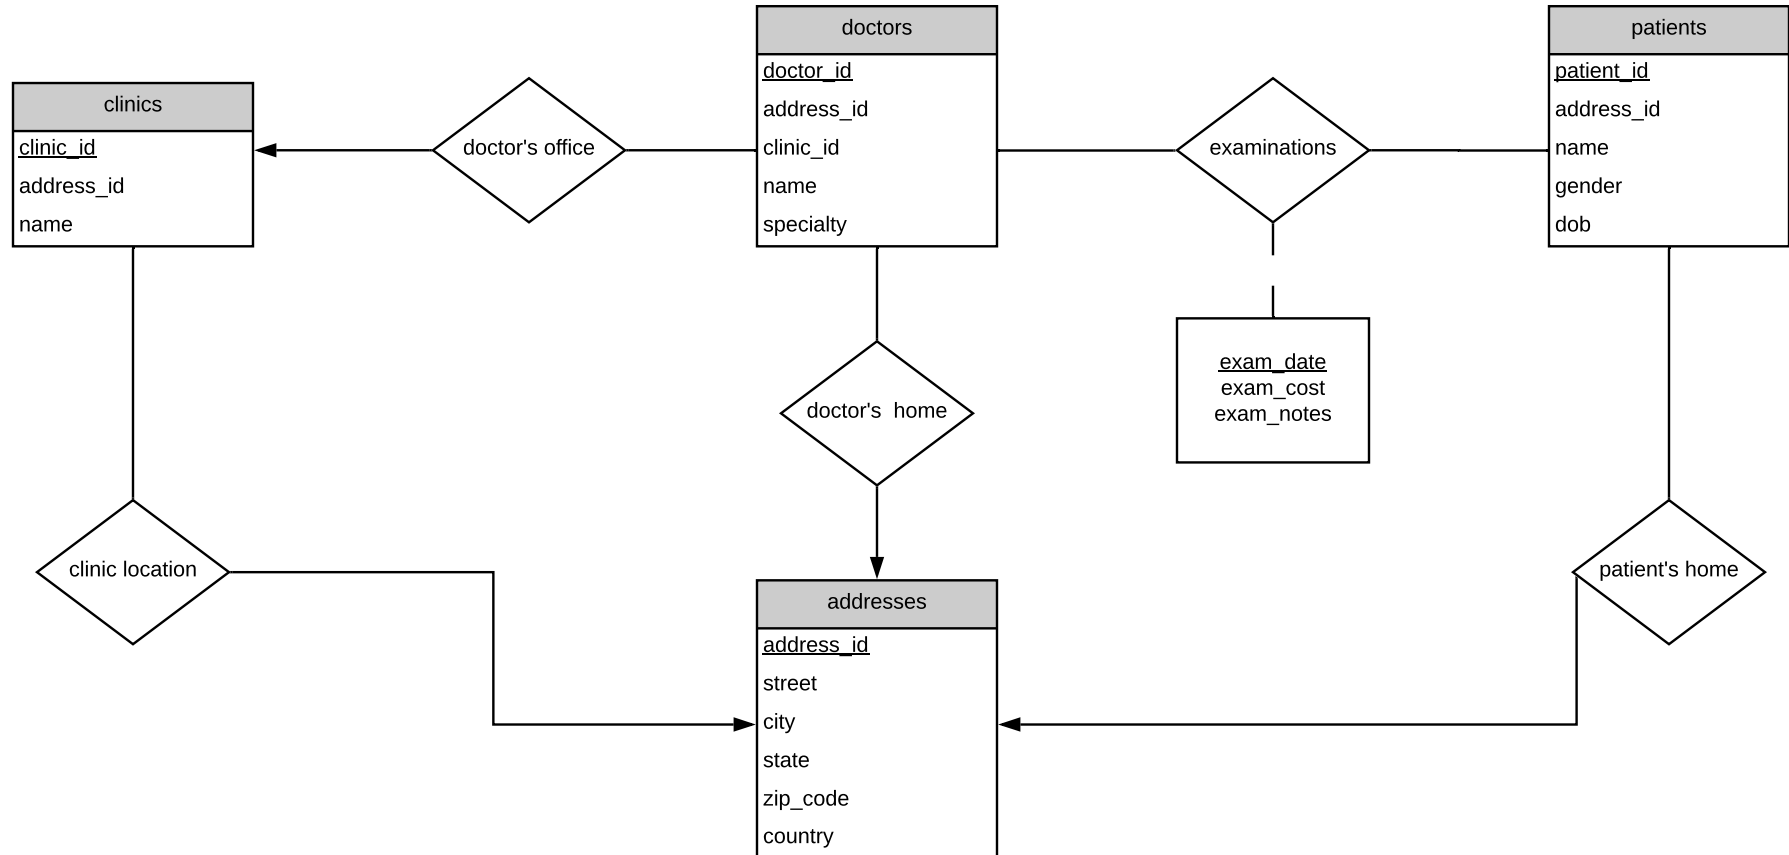 doctors
doctor_id
address_id
clinic_id
name
specialty
patients
patient_id
address_id
name
gender
dob
clinics
clinic_id
address_id
name
doctor's office
examinations
exam_date
exam_cost
exam_notes
doctor's  home
clinic location
patient's home
addresses
address_id
street
city
state
zip_code
country